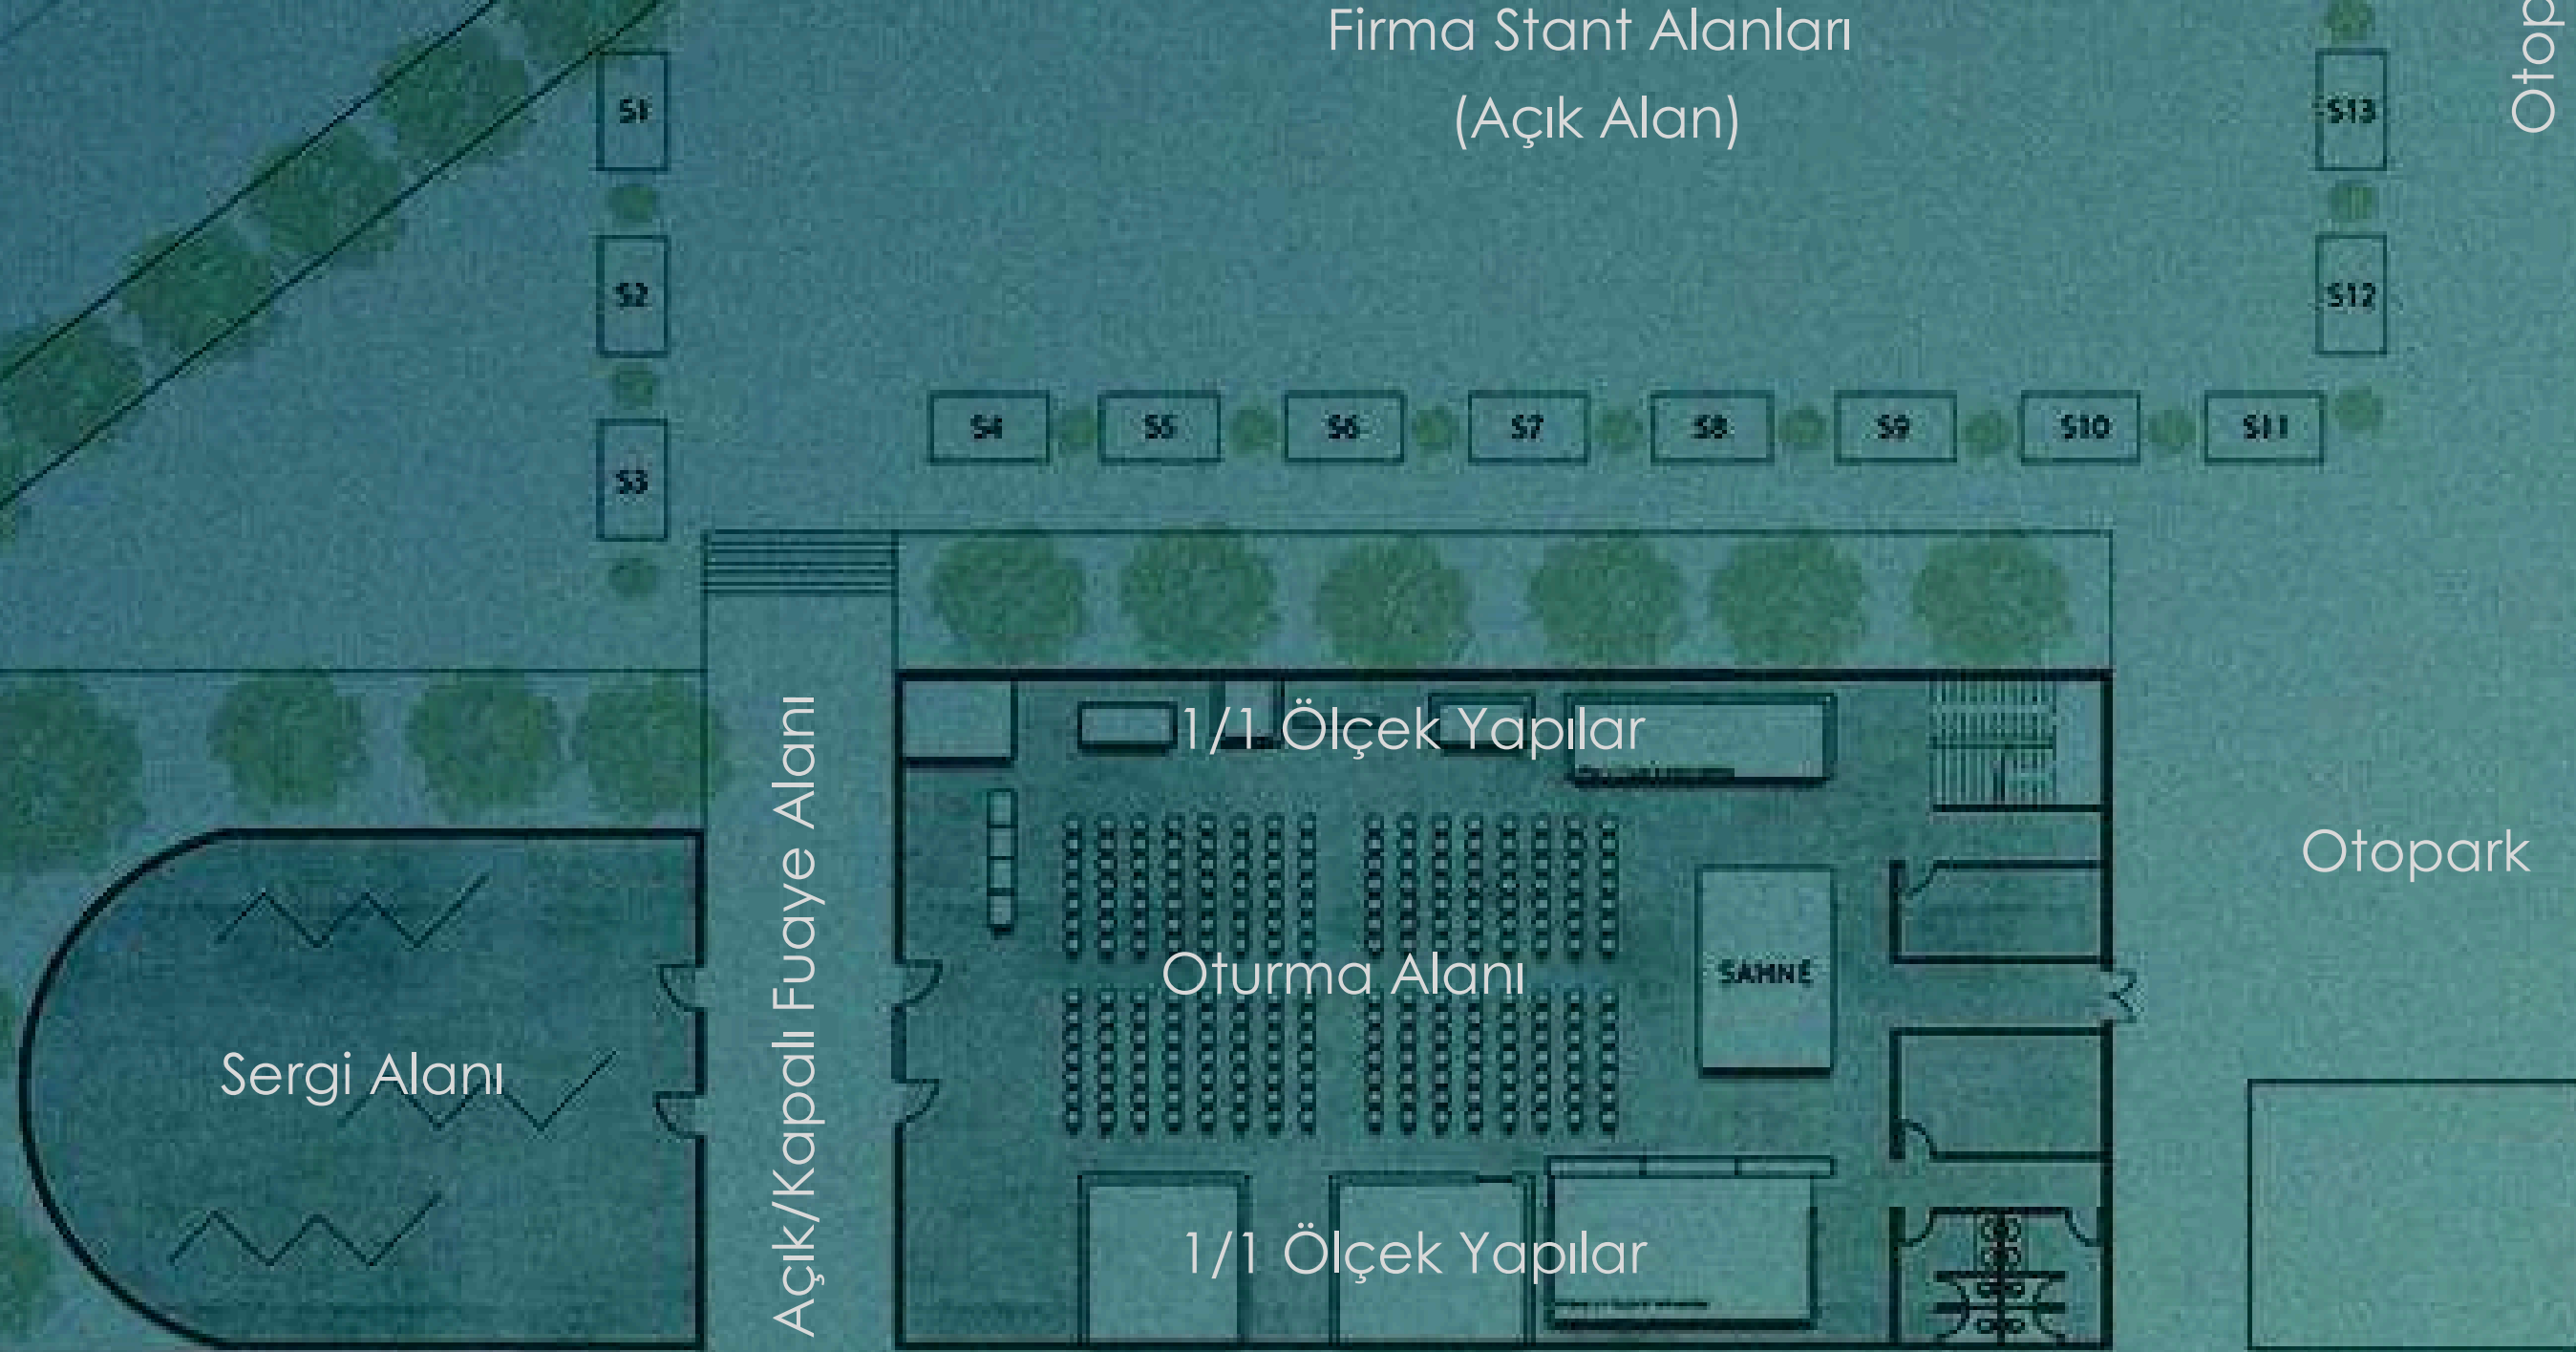 Firma Stant Alanları
(Açık Alan)
Otop
S1
S13
S2
S12
S3
S4
S5
S6
S7
S8
S9
S10
S11
Açık/Kapalı Fuaye Alanı
1/1 Ölçek Yapılar
Otopark
Oturma Alanı
SAHNE
Sergi Alanı
1/1 Ölçek Yapılar